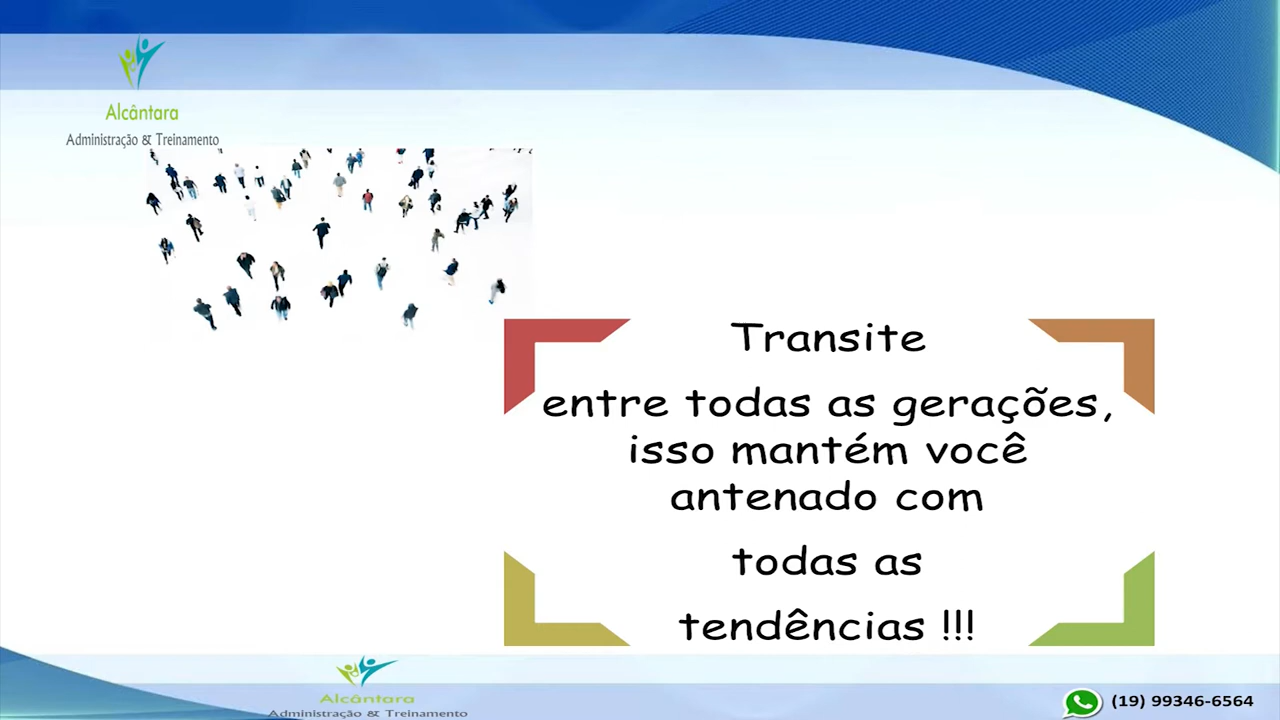 Alcântara
Administração & Treinamento
Transite
entre todas as gerações,
isso mantém você
antenado com
todas as
tendências !!!
Alcântara
Administração & Treinamento
(19) 99346-6564